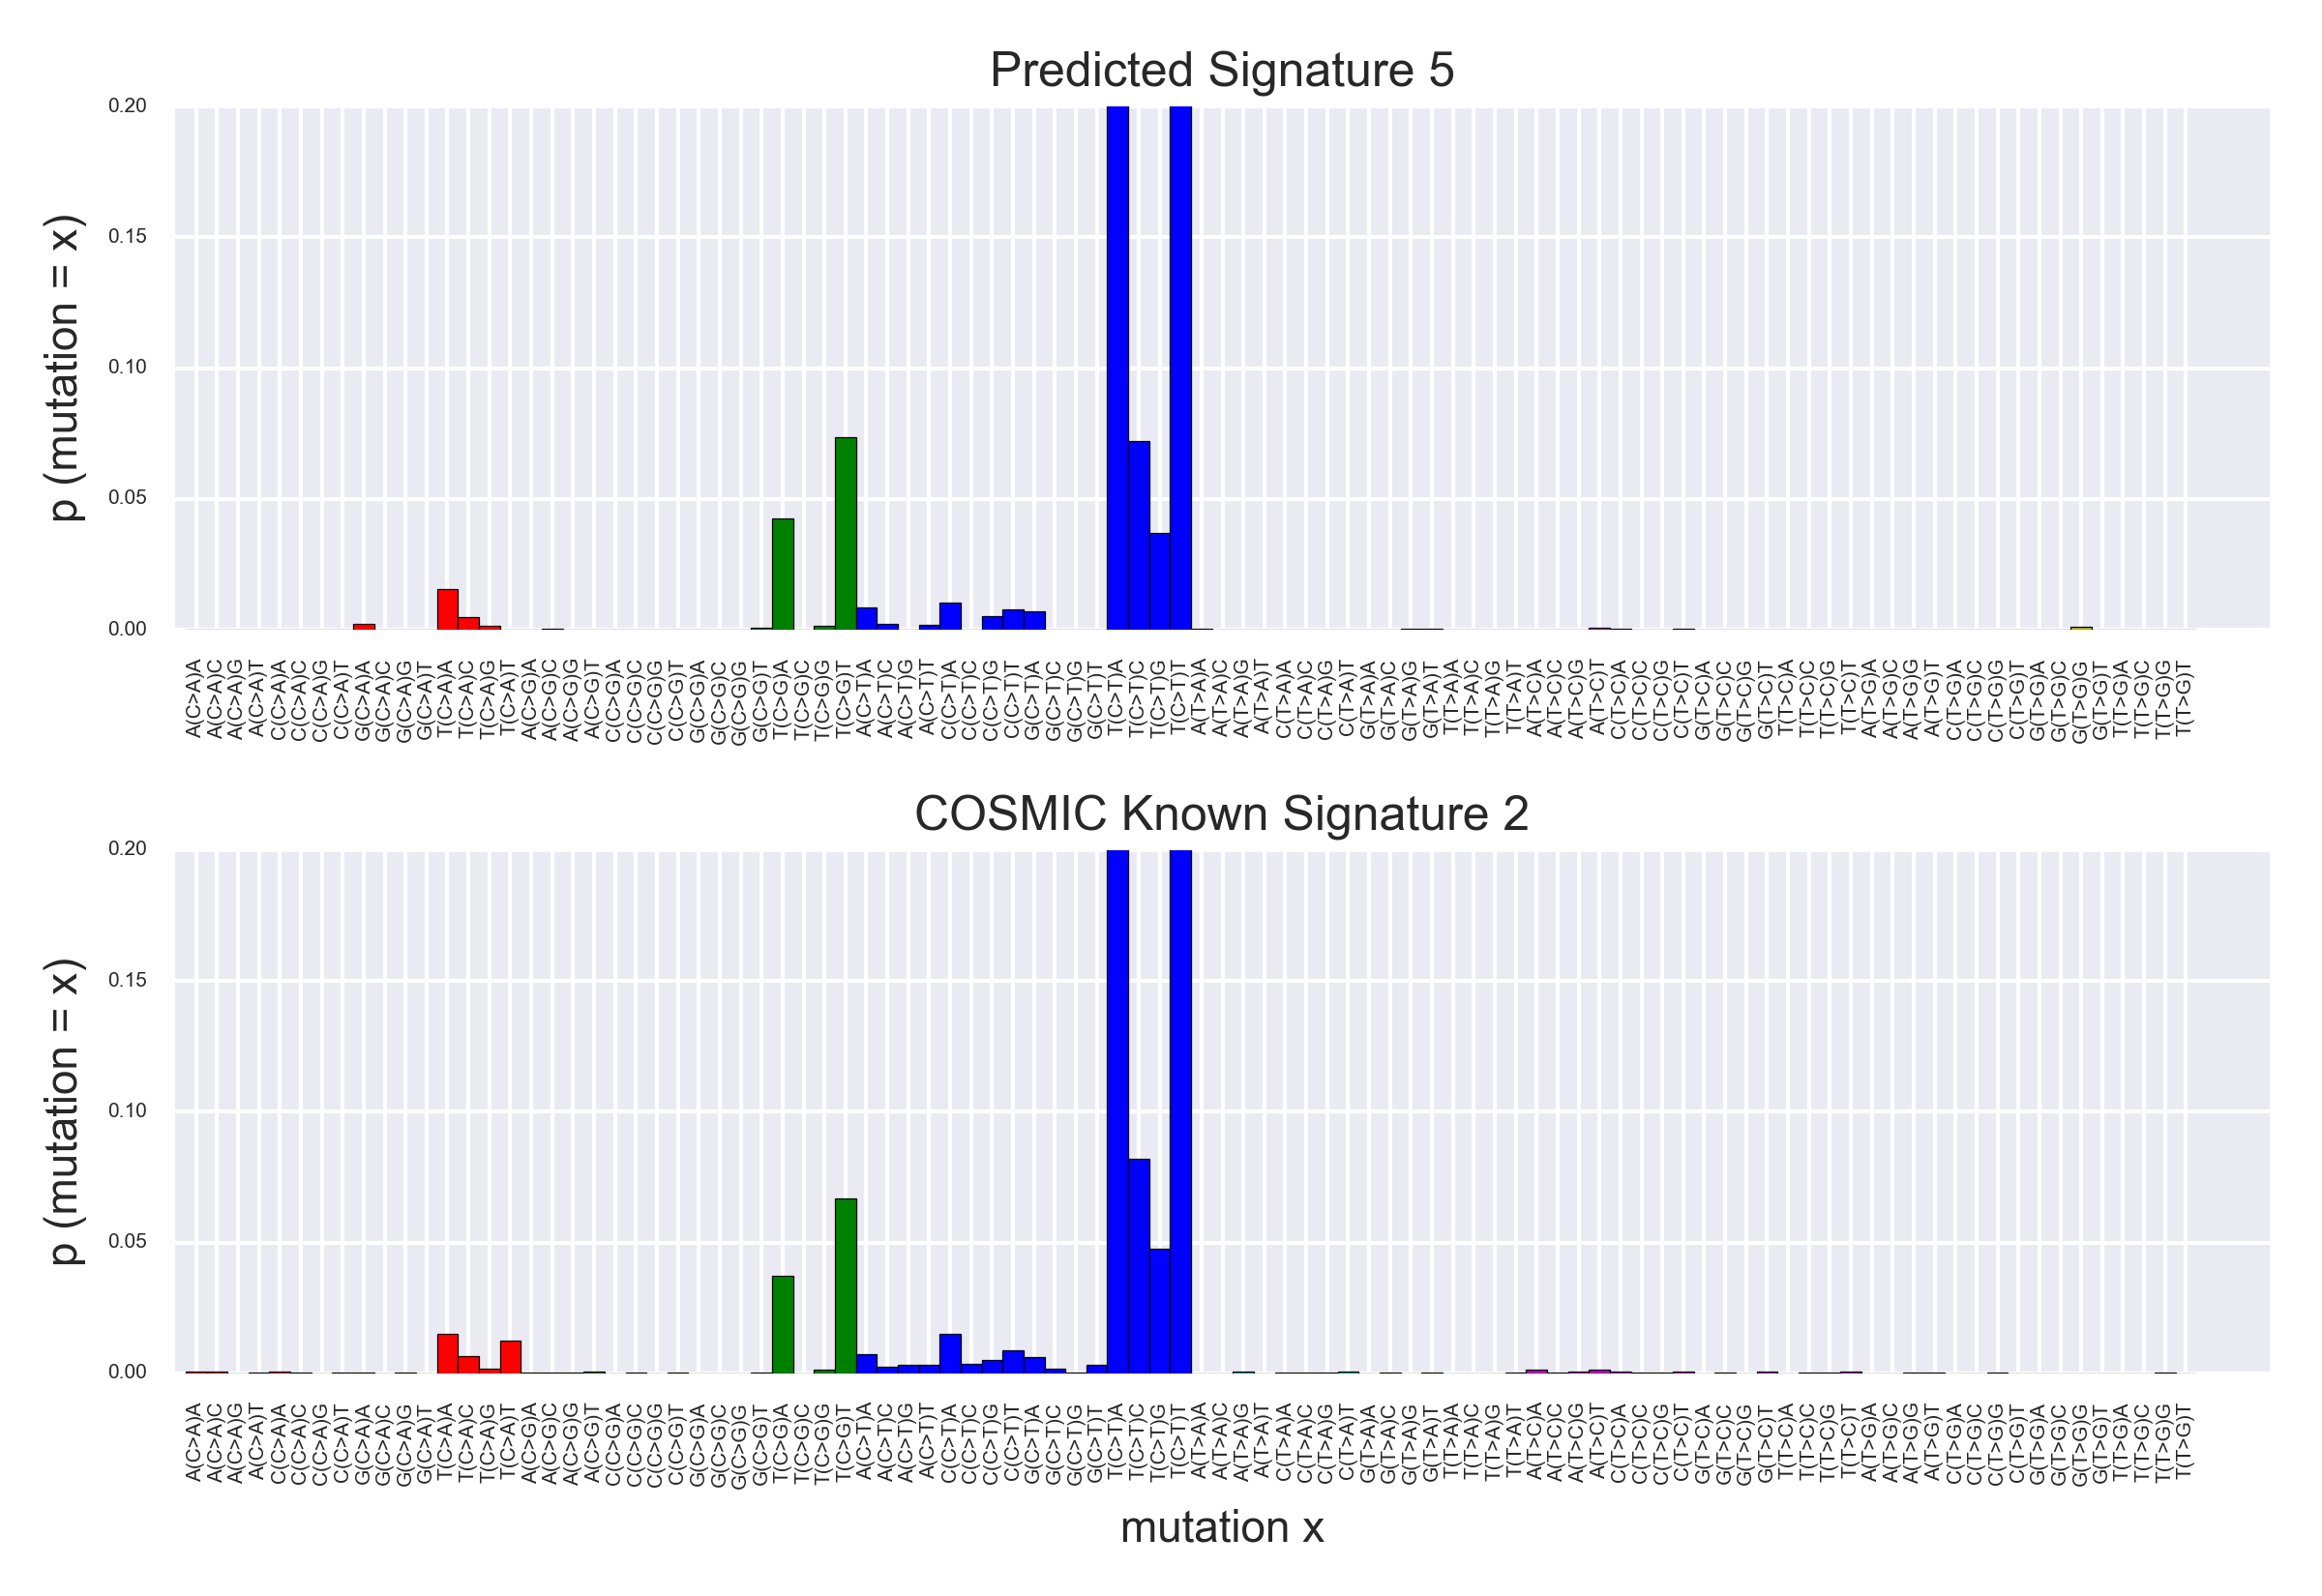 Predicted Signature 5
p (mutation = x)
0.20
0.15
0.10
0.05
0.00
A(C>A)A A(C>A)C A(C>A)G A(C>A)T C(C>A)A C(C>A)C C(C>A)G C(C>A)T G(C>A)A G(C>A)C G(C>A)G G(C>A)T T(C>A)A T(C>A)C T(C>A)G T(C>A)T A(C>G)A A(C>G)C A(C>G)G A(C>G)T C(C>G)A C(C>G)C C(C>G)G C(C>G)T G(C>G)A G(C>G)C G(C>G)G G(C>G)T T(C>G)A T(C>G)C T(C>G)G T(C>G)T A(C>T)A A(C>T)C A(C>T)G A(C>T)T C(C>T)A C(C>T)C C(C>T)G C(C>T)T G(C>T)A G(C>T)C G(C>T)G G(C>T)T T(C>T)A T(C>T)C T(C>T)G T(C>T)T A(T>A)A A(T>A)C A(T>A)G A(T>A)T C(T>A)A C(T>A)C C(T>A)G C(T>A)T G(T>A)A G(T>A)C G(T>A)G G(T>A)T T(T>A)A T(T>A)C T(T>A)G T(T>A)T A(T>C)A A(T>C)C A(T>C)G A(T>C)T C(T>C)A C(T>C)C C(T>C)G C(T>C)T G(T>C)A G(T>C)C G(T>C)G G(T>C)T T(T>C)A T(T>C)C T(T>C)G T(T>C)T A(T>G)A A(T>G)C A(T>G)G A(T>G)T C(T>G)A C(T>G)C C(T>G)G C(T>G)T G(T>G)A G(T>G)C G(T>G)G G(T>G)T T(T>G)A T(T>G)C T(T>G)G T(T>G)T
COSMIC Known Signature 2
p (mutation = x)
0.20
0.15
0.10
0.05
0.00
A(C>A)A A(C>A)C A(C>A)G A(C>A)T C(C>A)A C(C>A)C C(C>A)G C(C>A)T G(C>A)A G(C>A)C G(C>A)G G(C>A)T T(C>A)A T(C>A)C T(C>A)G T(C>A)T A(C>G)A A(C>G)C A(C>G)G A(C>G)T C(C>G)A C(C>G)C C(C>G)G C(C>G)T G(C>G)A G(C>G)C G(C>G)G G(C>G)T T(C>G)A T(C>G)C T(C>G)G T(C>G)T A(C>T)A A(C>T)C A(C>T)G A(C>T)T C(C>T)A C(C>T)C C(C>T)G C(C>T)T G(C>T)A G(C>T)C G(C>T)G G(C>T)T T(C>T)A T(C>T)C T(C>T)G T(C>T)T A(T>A)A A(T>A)C A(T>A)G A(T>A)T C(T>A)A C(T>A)C C(T>A)G C(T>A)T G(T>A)A G(T>A)C G(T>A)G G(T>A)T T(T>A)A T(T>A)C T(T>A)G T(T>A)T A(T>C)A A(T>C)C A(T>C)G A(T>C)T C(T>C)A C(T>C)C C(T>C)G C(T>C)T G(T>C)A G(T>C)C G(T>C)G G(T>C)T T(T>C)A T(T>C)C T(T>C)G T(T>C)T A(T>G)A A(T>G)C A(T>G)G A(T>G)T C(T>G)A C(T>G)C C(T>G)G C(T>G)T G(T>G)A G(T>G)C G(T>G)G G(T>G)T T(T>G)A T(T>G)C T(T>G)G T(T>G)T
mutation x